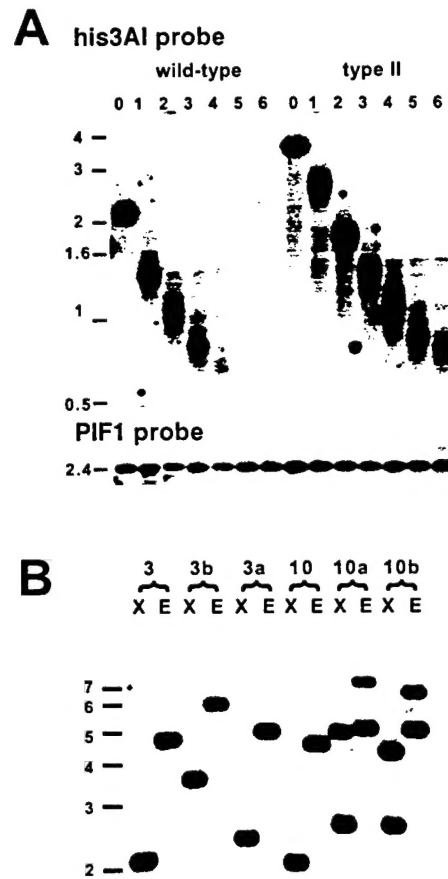 A his3AI probe
wild-type type II
0 1 2 3 4 5 6 0 1 2 3 4 5 6
4
3
2
1.6
1
0.5
PIF1 probe
2.4
B
3 3b 3a 10 10a 10b
X E X E X E X E X E X E
7
6
5
4
3
2